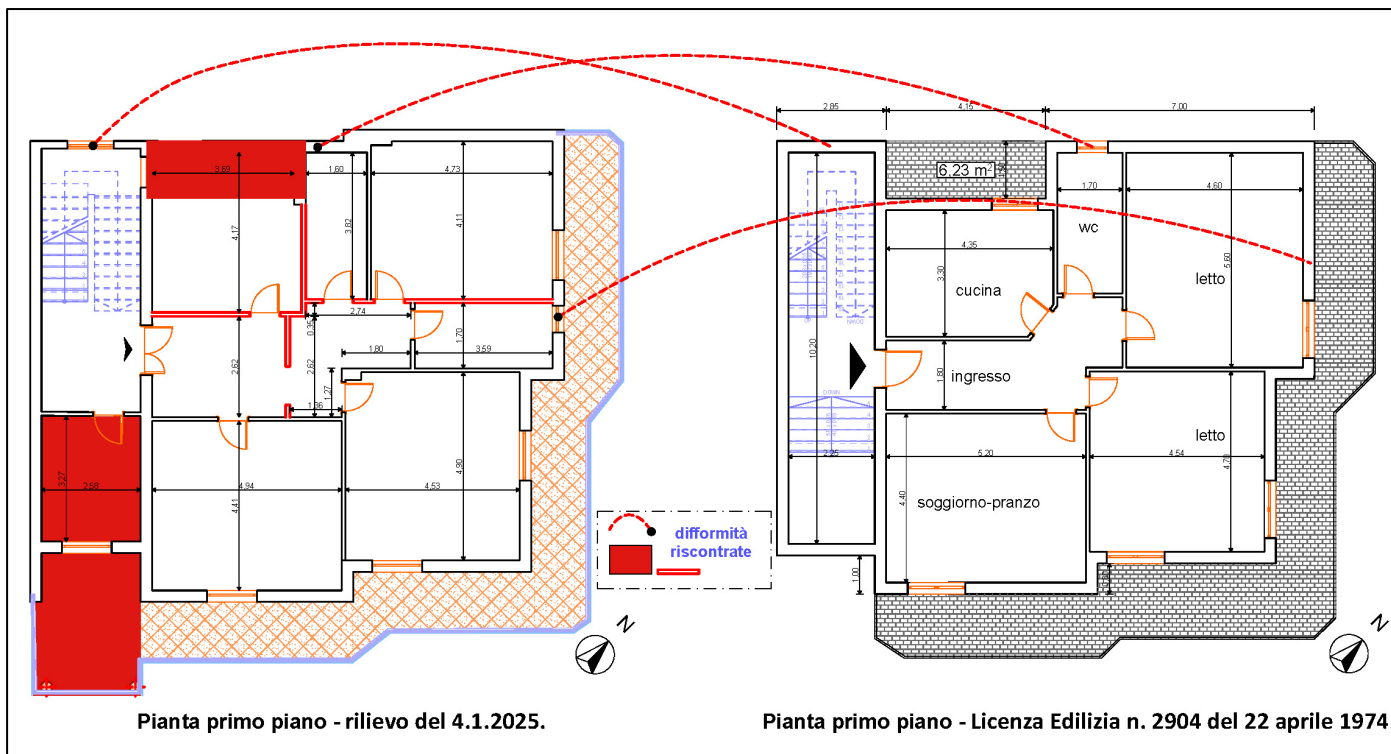 2.85
4.15
7.00
3.69
1.60
4.73
4.17
3.82
4.11
2.74
0.35
1.80
1.70
3.59
2.62
2.62
1.27
1.36
3.27
2.58
4.94
4.41
4.53
4.90
6.23 m²
1.50
1.70
4.60
wc
4.35
3.30
cucina
5.60
letto
10.20
DOWN
ingresso
1.80
DOWN
2.25
letto
5.20
4.54
4.70
4.40
soggiorno-pranzo
1.00
difformità
riscontrate
N
N
Pianta primo piano - rilievo del 4.1.2025.
Pianta primo piano - Licenza Edilizia n. 2904 del 22 aprile 1974